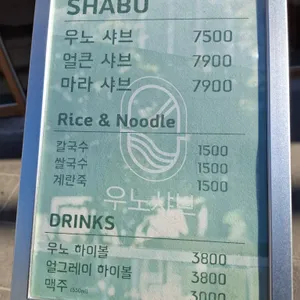 SHABU
우노 샤브 7500
얼큰 샤브 7900
마라 샤브 7900
Rice & Noodle
칼국수 1500
쌀국수 1500
계란죽 1500
우노샤브
DRINKS
우노 하이볼 3800
얼그레이 하이볼 3800
맥주 3000